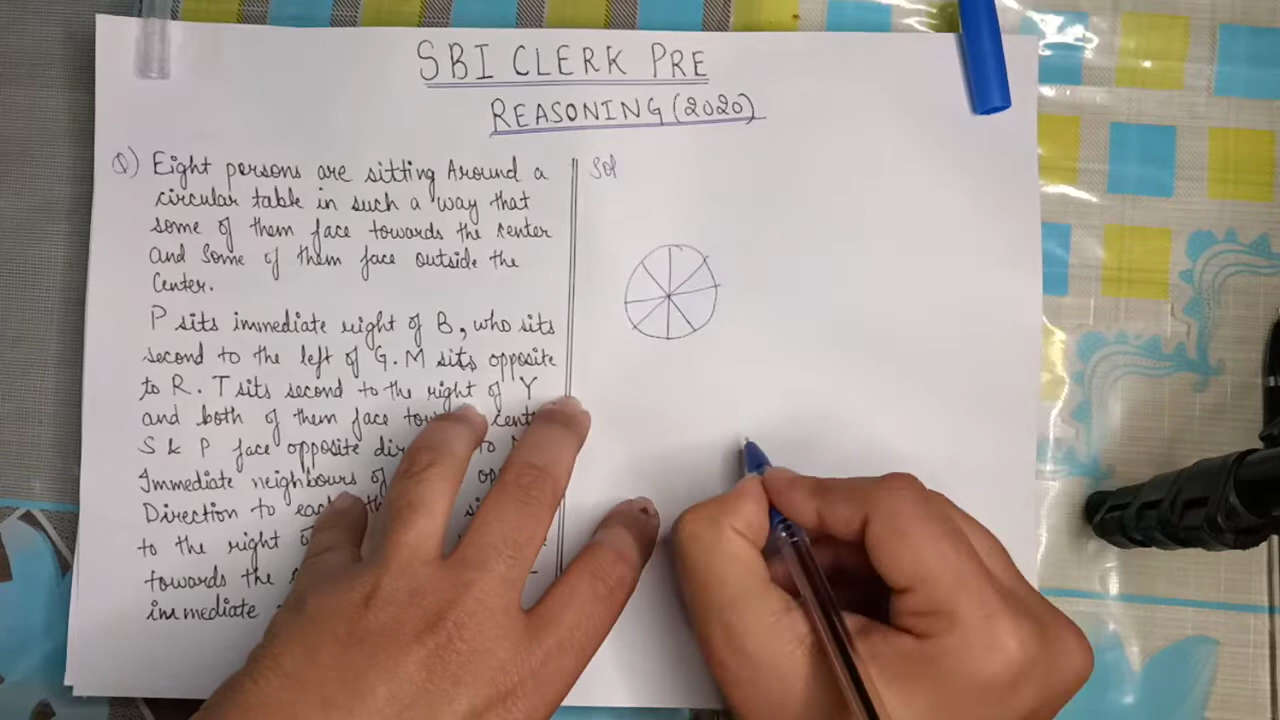 SBI CLERK PRE
REASONING (2020)
Q) Eight persons are sitting Around a
circular table in such a way that
some of them face towards the center
and Some of them face outside the
Center.
P sits immediate right of B, who sits
second to the left of G. M sits opposite
to R. T sits second to the right of Y
and both of them face
S & P face opposite to
Immediate neighbours of
Direction to
to the right
towards the
immediate
Sol